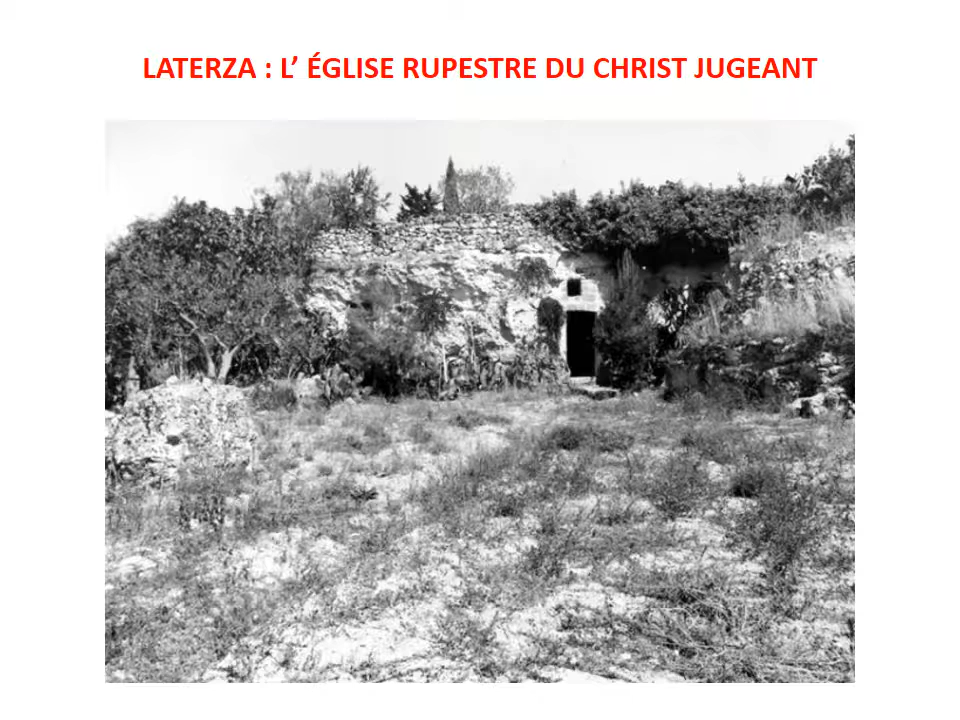 LATERZA : L’ ÉGLISE RUPESTRE DU CHRIST JUGEANT